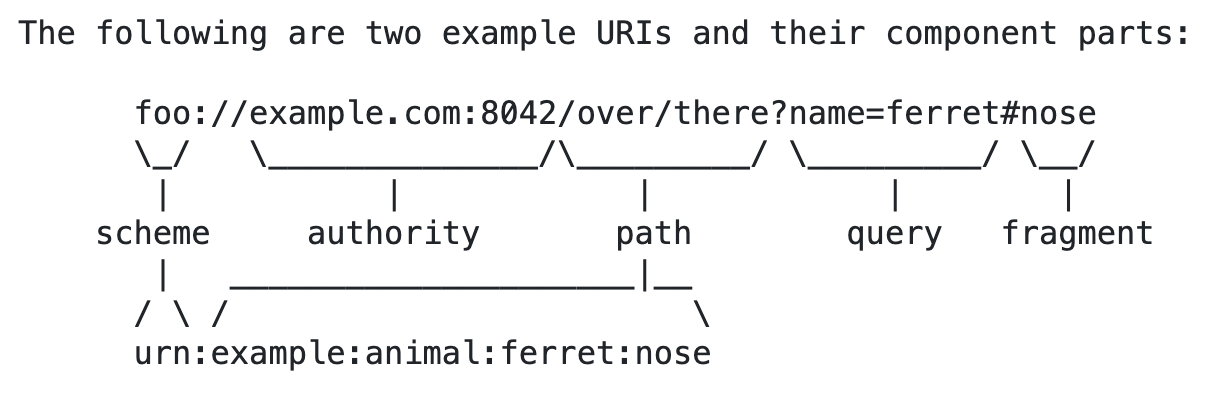 The following are two example URIs and their component parts:

      foo://example.com:8042/over/there?name=ferret#nose
      \_/   \______________/\_________/ \_________/ \__/
       |           |            |            |        |
    scheme     authority       path        query   fragment
       |   _____________________|__
      / \ /                        \
      urn:example:animal:ferret:nose